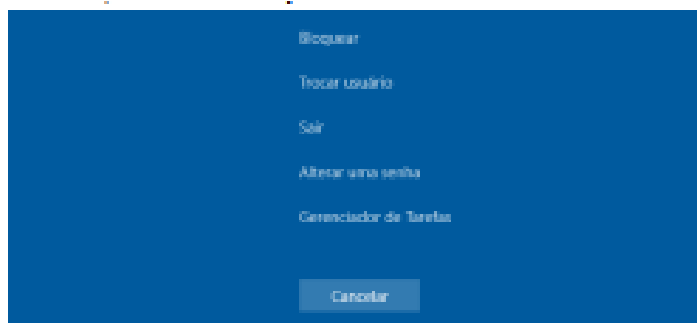 Bloquear
Trocar usuário
Sair
Alterar uma senha
Gerenciador de Tarefas
Cancelar